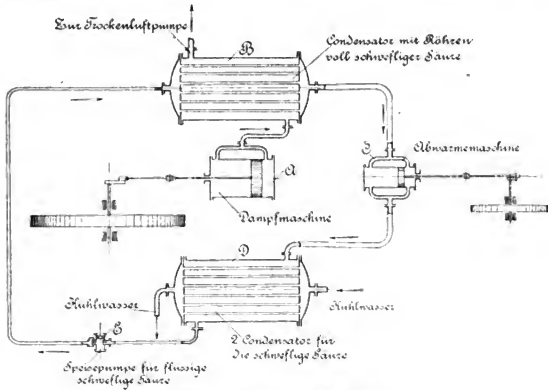 Zur Trockenluftpumpe
B
Condensator mit Röhren
voll schwefliger Säure
A
Dampfmaschine
Abwärmemaschine
D
Kühlwasser
Kühlwasser
2 Condensator für
die schweflige Säure
Speisepumpe für flüssige
schweflige Säure